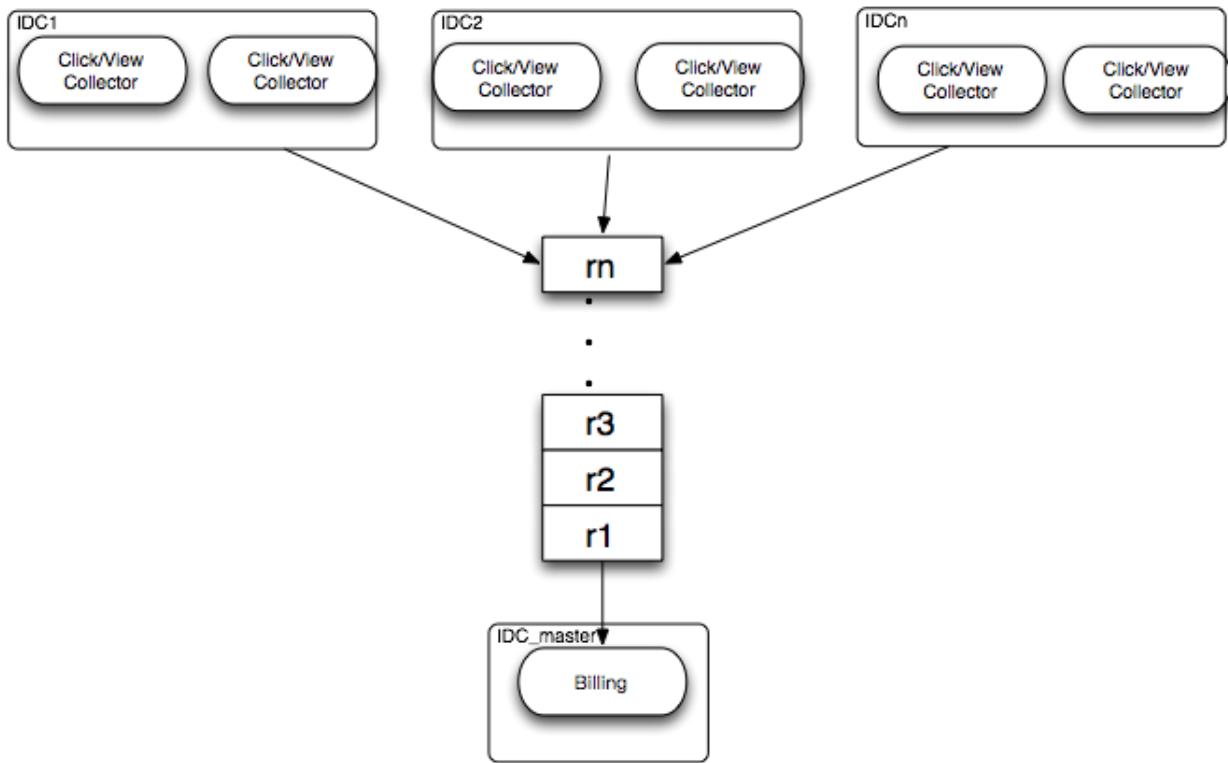 IDC1
Click/View
Collector
Click/View
Collector
IDC2
Click/View
Collector
Click/View
Collector
IDCn
Click/View
Collector
Click/View
Collector
rn
r3
r2
r1
IDC_master
Billing